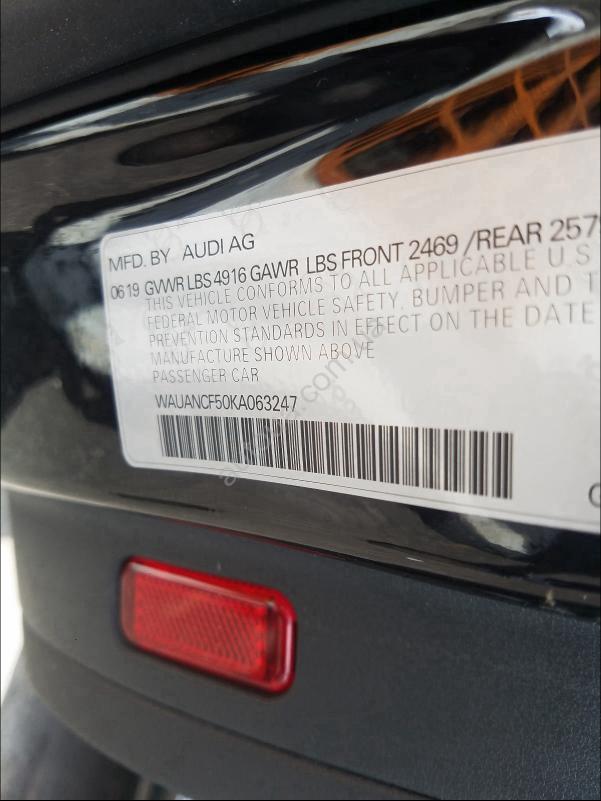 MFD. BY AUDI AG
0619 GVWR LBS 4916 GAWR LBS FRONT 2469 /REAR 257
THIS VEHICLE CONFORMS TO ALL APPLICABLE U S
FEDERAL MOTOR VEHICLE SAFETY, BUMPER AND T
PREVENTION STANDARDS IN EFFECT ON THE DATE
MANUFACTURE SHOWN ABOVE
PASSENGER CAR
WAUANCF50KA063247